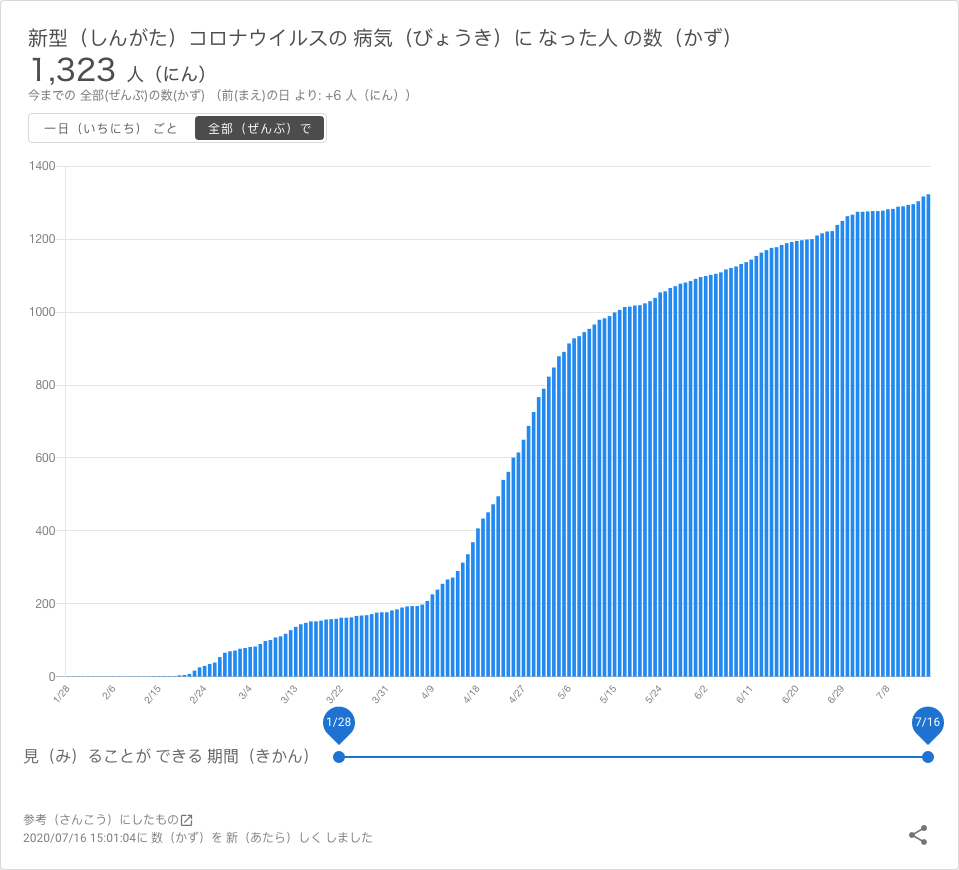 新型（しんがた）コロナウイルスの 病気（びょうき）に なった人 の数（かず）
1,323 人（にん）
今までの 全部(ぜんぶ)の数(かず) （前(まえ)の日 より: +6 人（にん））
一日（いちにち） ごと 全部（ぜんぶ）で
1400
1200
1000
800
600
400
200
0
1/28 2/6 2/15 2/24 3/4 3/13 3/22 3/31 4/9 4/18 4/27 5/6 5/15 5/24 6/2 6/11 6/20 6/29 7/8
1/28 7/16
見（み）ることが できる 期間（きかん）
参考（さんこう）にしたもの
2020/07/16 15:01:04に 数（かず）を 新（あたら）しく しました